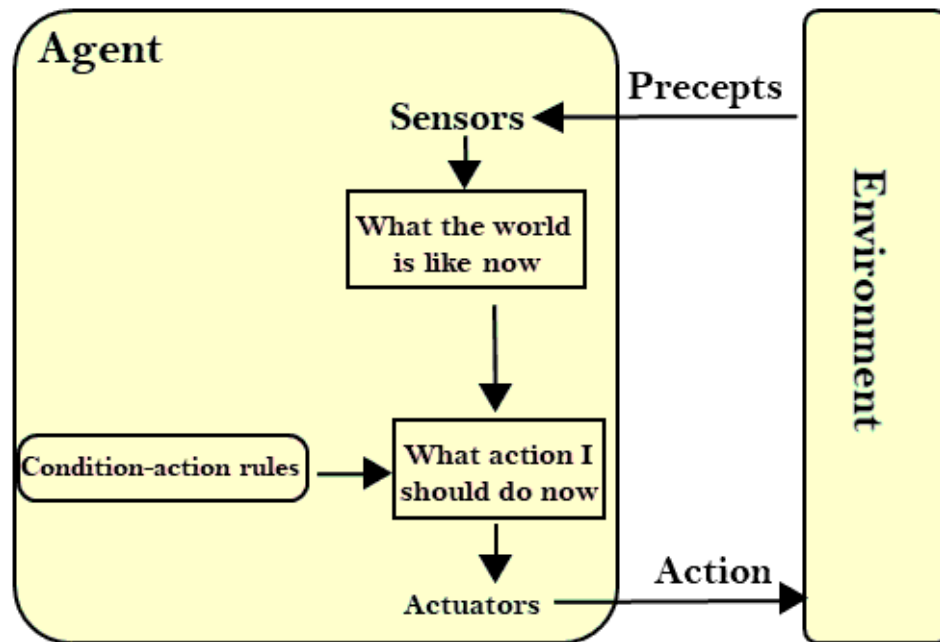 Agent
Precepts
Sensors
What the world
is like now
Environment
Condition-action rules
What action I
should do now
Action
Actuators